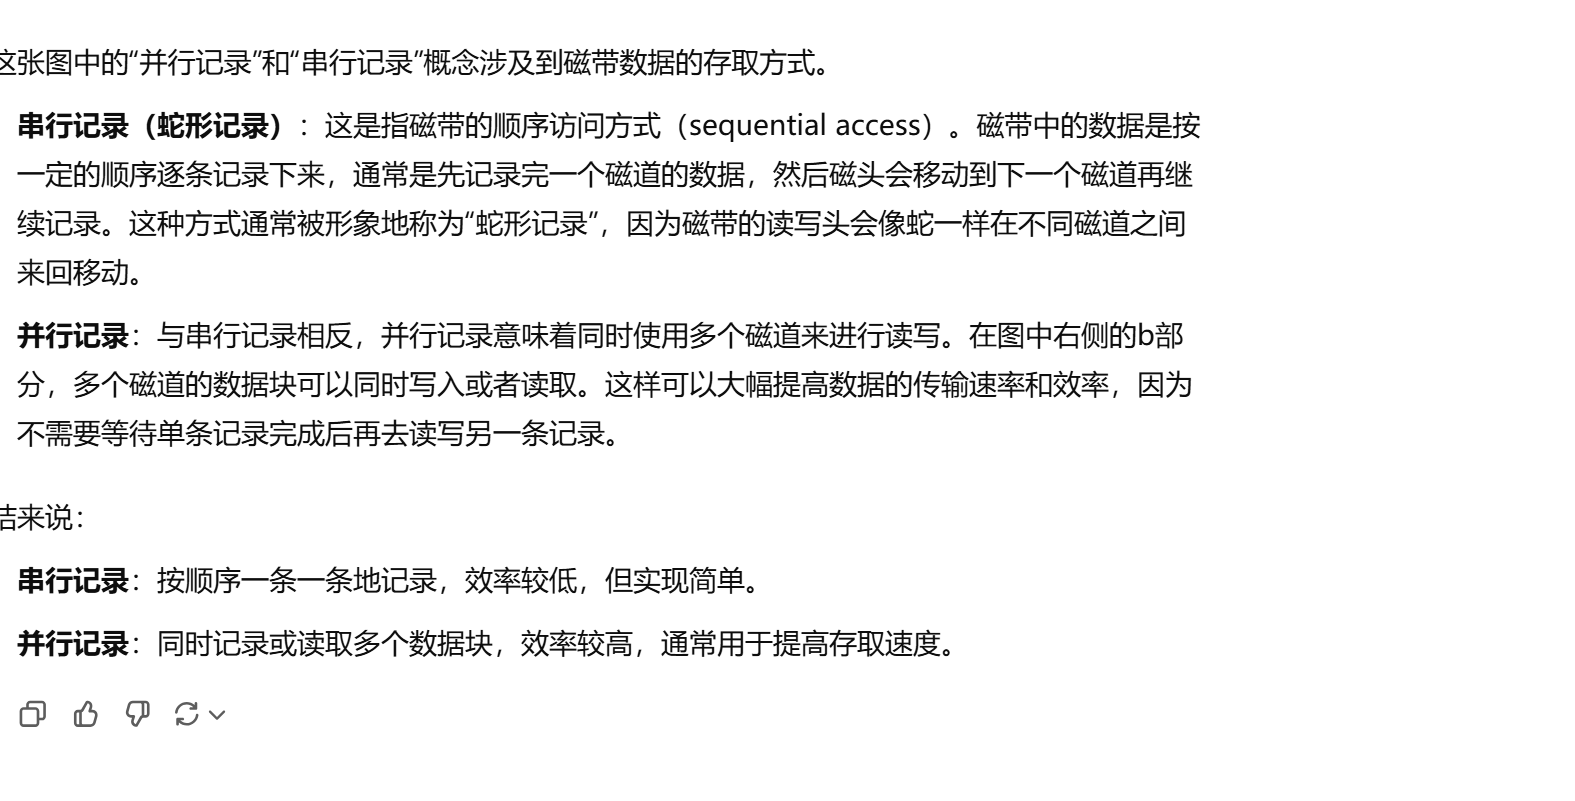 这张图中的“并行记录”和“串行记录”概念涉及到磁带数据的存取方式。
串行记录（蛇形记录）：这是指磁带的顺序访问方式（sequential access）。磁带中的数据是按
一定的顺序逐条记录下来，通常是先记录完一个磁道的数据，然后磁头会移动到下一个磁道再继
续记录。这种方式通常被形象地称为“蛇形记录”，因为磁带的读写头会像蛇一样在不同磁道之间
来回移动。
并行记录：与串行记录相反，并行记录意味着同时使用多个磁道来进行读写。在图中右侧的b部
分，多个磁道的数据块可以同时写入或者读取。这样可以大幅提高数据的传输速率和效率，因为
不需要等待单条记录完成后再去读写另一条记录。
结来说：
串行记录：按顺序一条一条地记录，效率较低，但实现简单。
并行记录：同时记录或读取多个数据块，效率较高，通常用于提高存取速度。